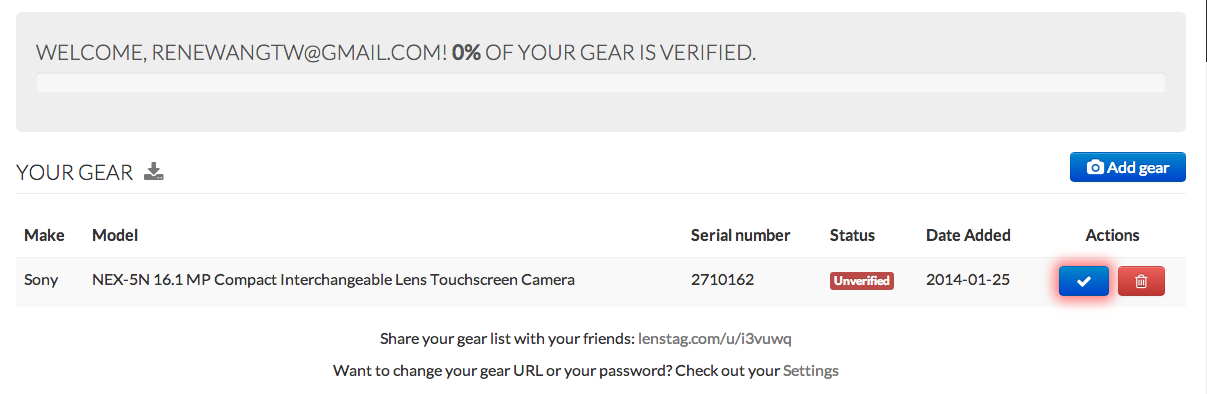 WELCOME, RENEWANGTW@GMAIL.COM! 0% OF YOUR GEAR IS VERIFIED.
YOUR GEAR
Add gear
Make Model Serial number Status Date Added Actions
Sony NEX-5N 16.1 MP Compact Interchangeable Lens Touchscreen Camera 2710162 Unverified 2014-01-25
Share your gear list with your friends: lenstag.com/u/i3vuwq
Want to change your gear URL or your password? Check out your Settings